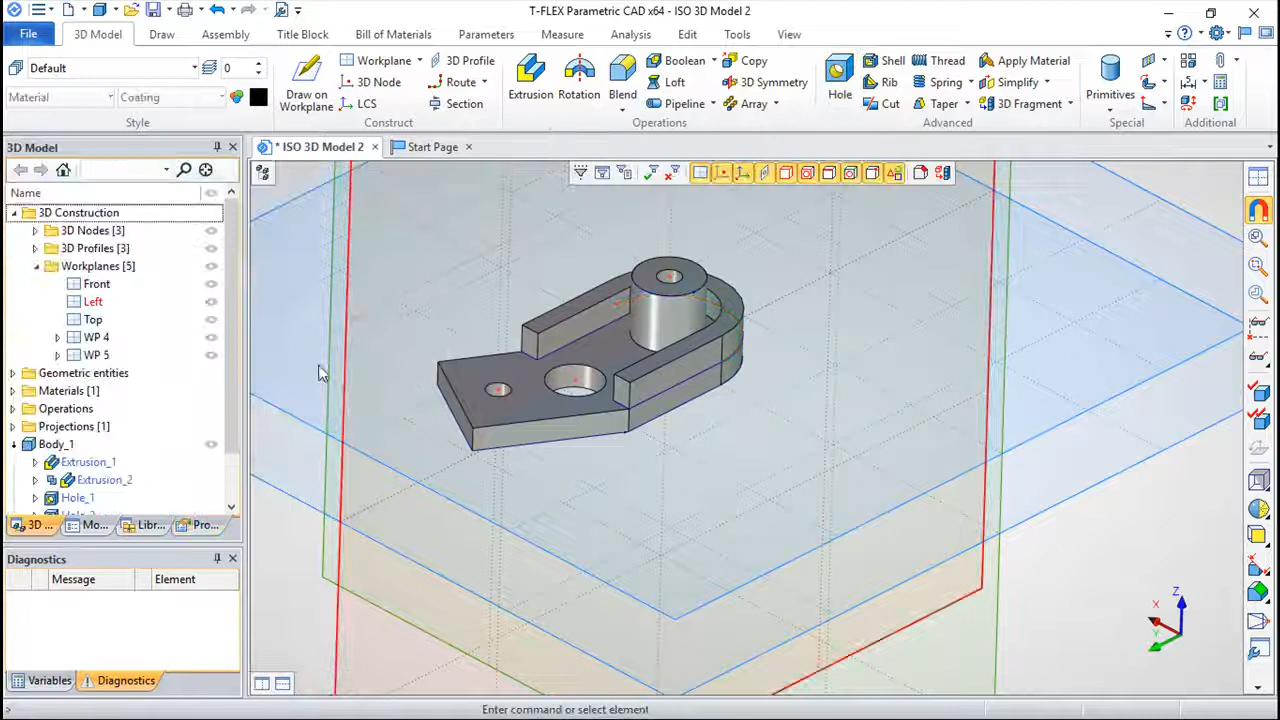 T-FLEX Parametric CAD x64 - ISO 3D Model 2
File 3D Model Draw Assembly Title Block Bill of Materials Parameters Measure Analysis Edit Tools View
Default 0
Material Coating
Style
Draw on Workplane
Workplane 3D Profile
3D Node Route
LCS Section
Construct
Extrusion Rotation Blend
Boolean Copy
Loft 3D Symmetry
Pipeline Array
Operations
Hole
Shell Thread Apply Material
Rib Spring Simplify
Cut Taper 3D Fragment
Advanced
Primitives
Special
Additional
3D Model
* ISO 3D Model 2 Start Page
Name
3D Construction
3D Nodes [3]
3D Profiles [3]
Workplanes [5]
Front
Left
Top
WP 4
WP 5
Geometric entities
Materials [1]
Operations
Projections [1]
Body_1
Extrusion_1
Extrusion_2
Hole_1
3D ... Mo... Libr... Pro...
Diagnostics
Message Element
Variables Diagnostics
X
Y
Z
> Enter command or select element